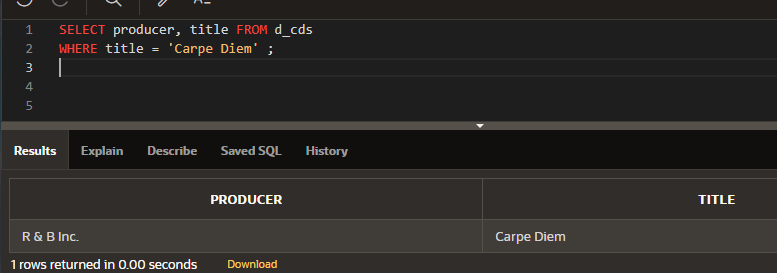 1 SELECT producer, title FROM d_cds
2 WHERE title = 'Carpe Diem' ;
3
4
5
Results Explain Describe Saved SQL History
PRODUCER TITLE
R & B Inc. Carpe Diem
1 rows returned in 0.00 seconds Download